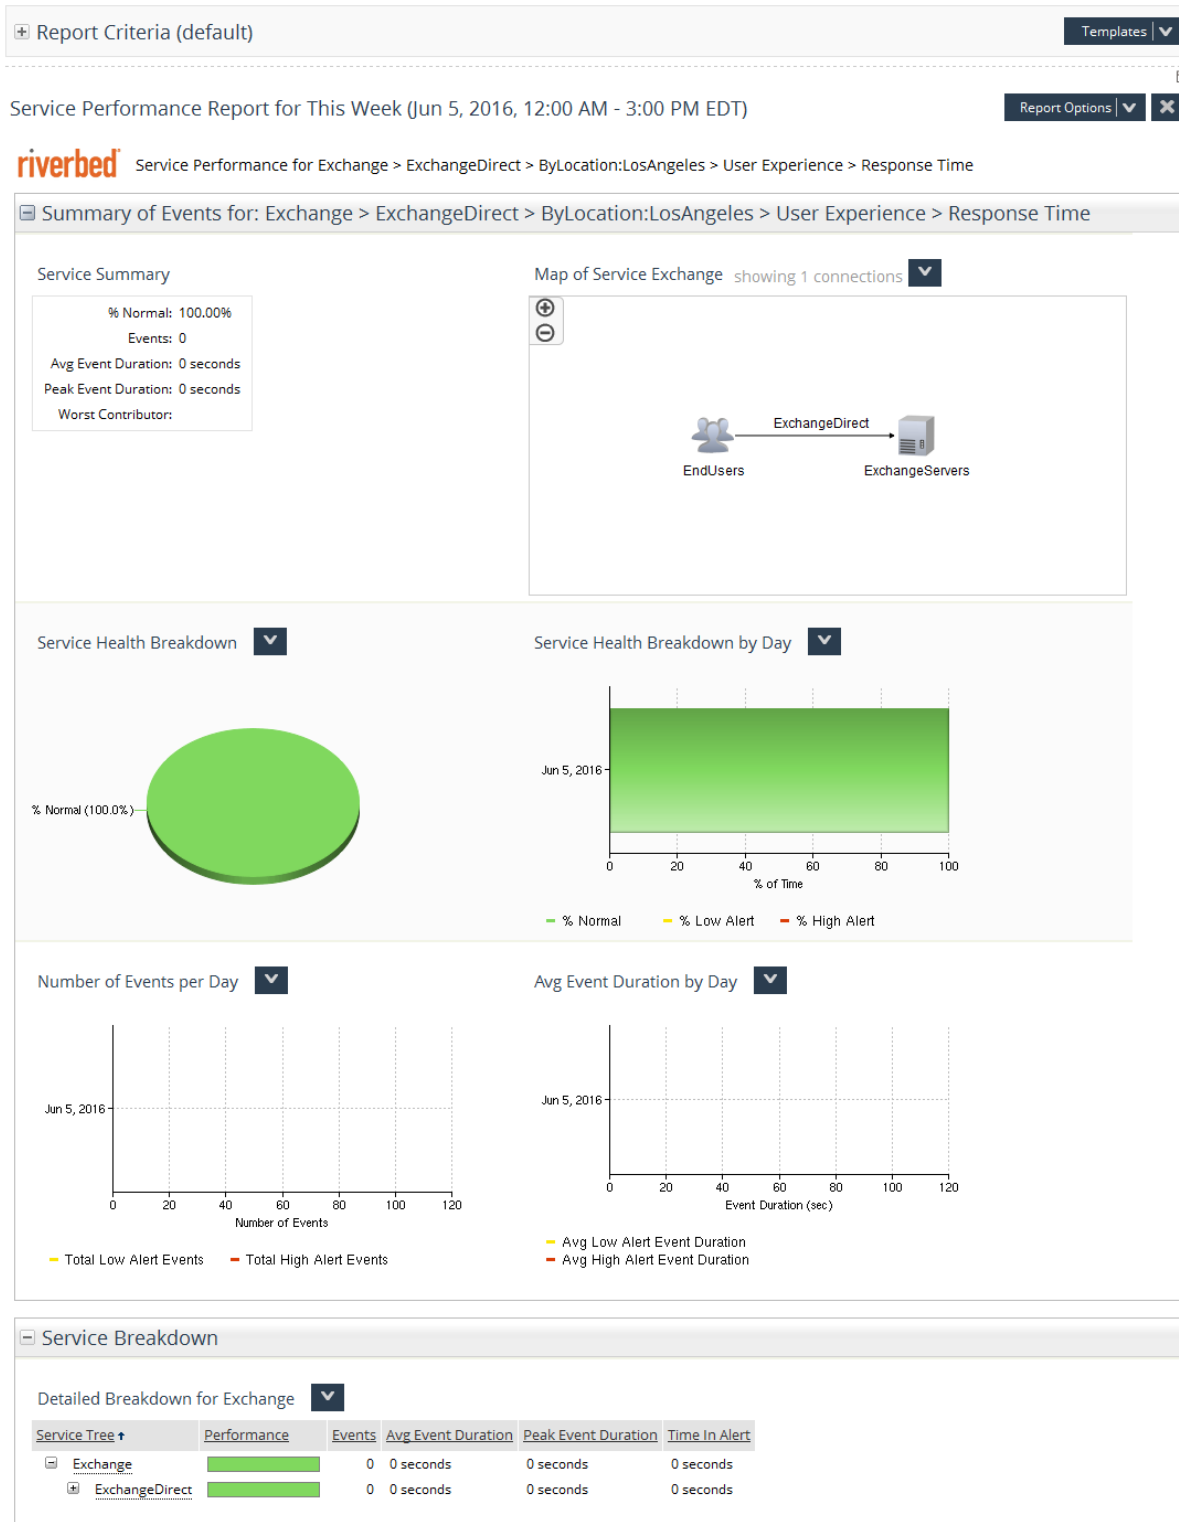 Report Criteria (default)
Templates
Service Performance Report for This Week (Jun 5, 2016, 12:00 AM - 3:00 PM EDT)
Report Options
riverbed
Service Performance for Exchange > ExchangeDirect > ByLocation:LosAngeles > User Experience > Response Time
Summary of Events for: Exchange > ExchangeDirect > ByLocation:LosAngeles > User Experience > Response Time
Service Summary
% Normal: 100.00%
Events: 0
Avg Event Duration: 0 seconds
Peak Event Duration: 0 seconds
Worst Contributor:
Map of Service Exchange showing 1 connections
ExchangeDirect
EndUsers
ExchangeServers
Service Health Breakdown
% Normal (100.0%)
Service Health Breakdown by Day
Jun 5, 2016
0 20 40 60 80 100
% of Time
% Normal % Low Alert % High Alert
Number of Events per Day
Jun 5, 2016
0 20 40 60 80 100 120
Number of Events
Total Low Alert Events Total High Alert Events
Avg Event Duration by Day
Jun 5, 2016
0 20 40 60 80 100 120
Event Duration (sec)
Avg Low Alert Event Duration
Avg High Alert Event Duration
Service Breakdown
Detailed Breakdown for Exchange
Service Tree Performance Events Avg Event Duration Peak Event Duration Time In Alert
Exchange 0 0 seconds 0 seconds 0 seconds
ExchangeDirect 0 0 seconds 0 seconds 0 seconds